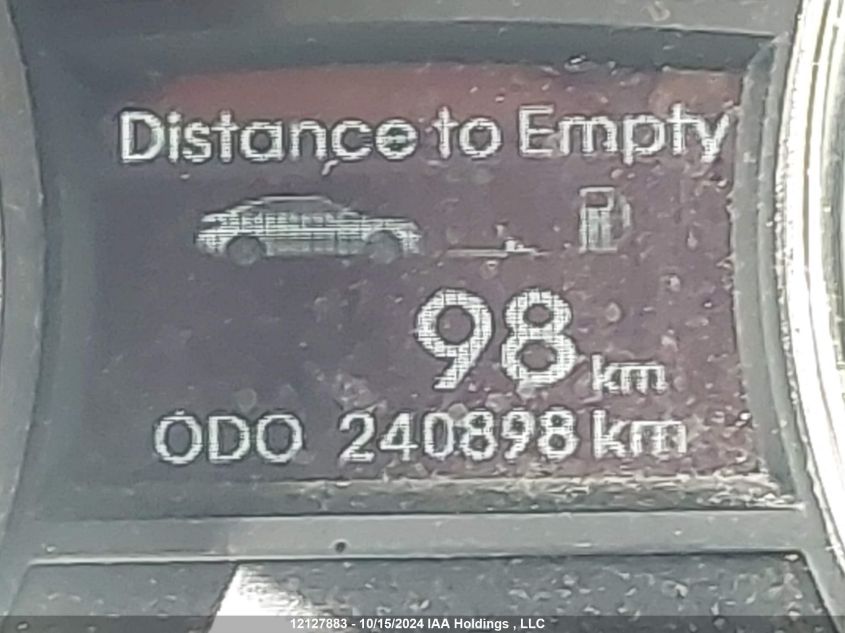 Distance to Empty
98 km
ODO 240898 km
12127883 - 10/15/2024 IAA Holdings , LLC